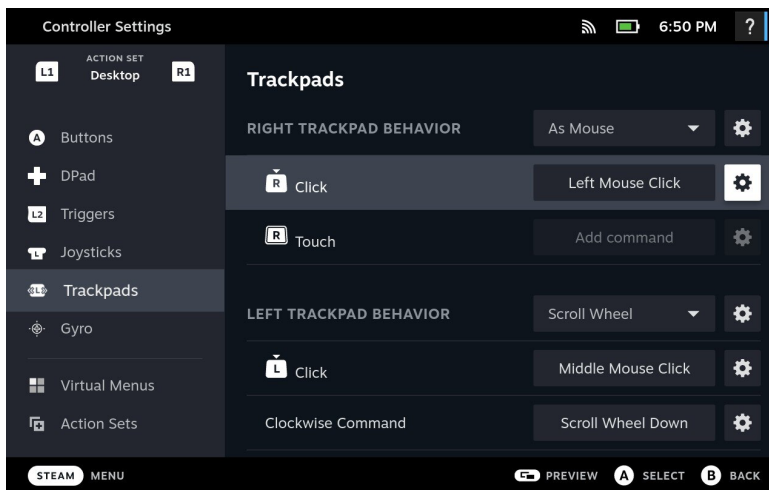 Controller Settings
6:50 PM
?
L1
ACTION SET
Desktop
R1
A Buttons
DPad
L2 Triggers
L Joysticks
L Trackpads
Gyro
Virtual Menus
Action Sets
Trackpads
RIGHT TRACKPAD BEHAVIOR As Mouse
R Click Left Mouse Click
R Touch Add command
LEFT TRACKPAD BEHAVIOR Scroll Wheel
L Click Middle Mouse Click
Clockwise Command Scroll Wheel Down
STEAM MENU
PREVIEW A SELECT B BACK